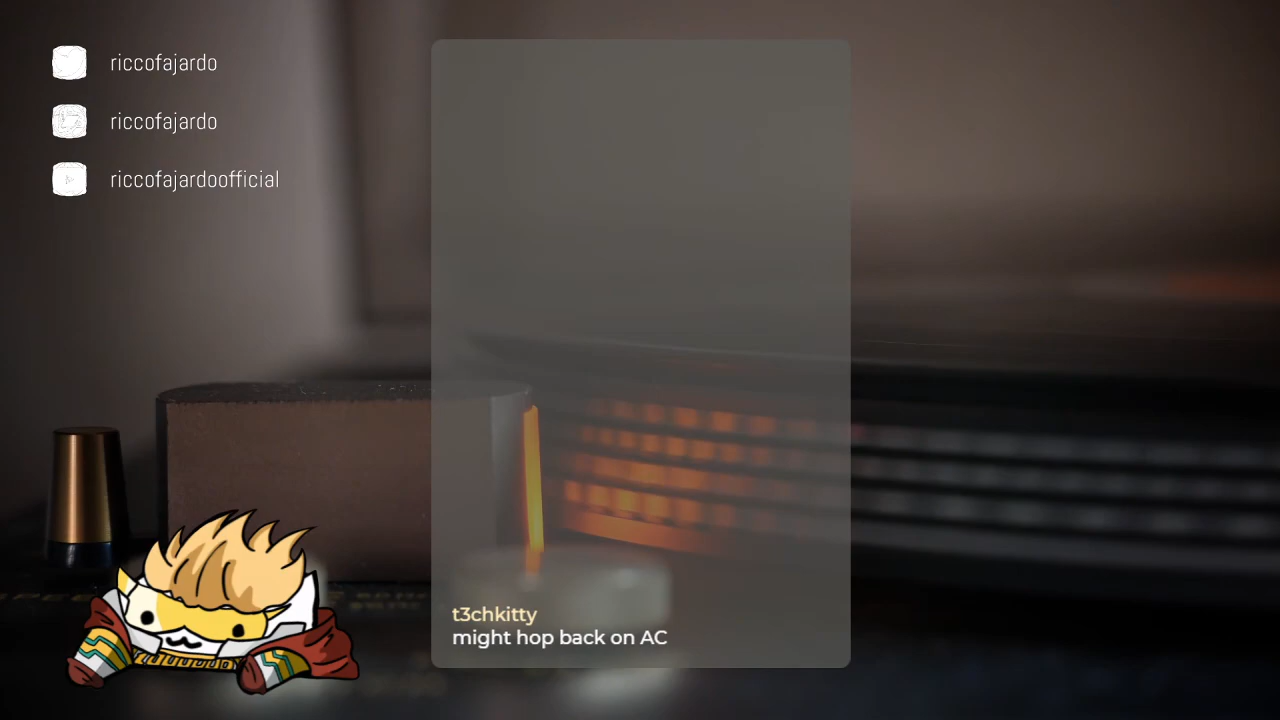 riccofajardo
riccofajardo
riccofajardoofficial
t3chkitty
might hop back on AC